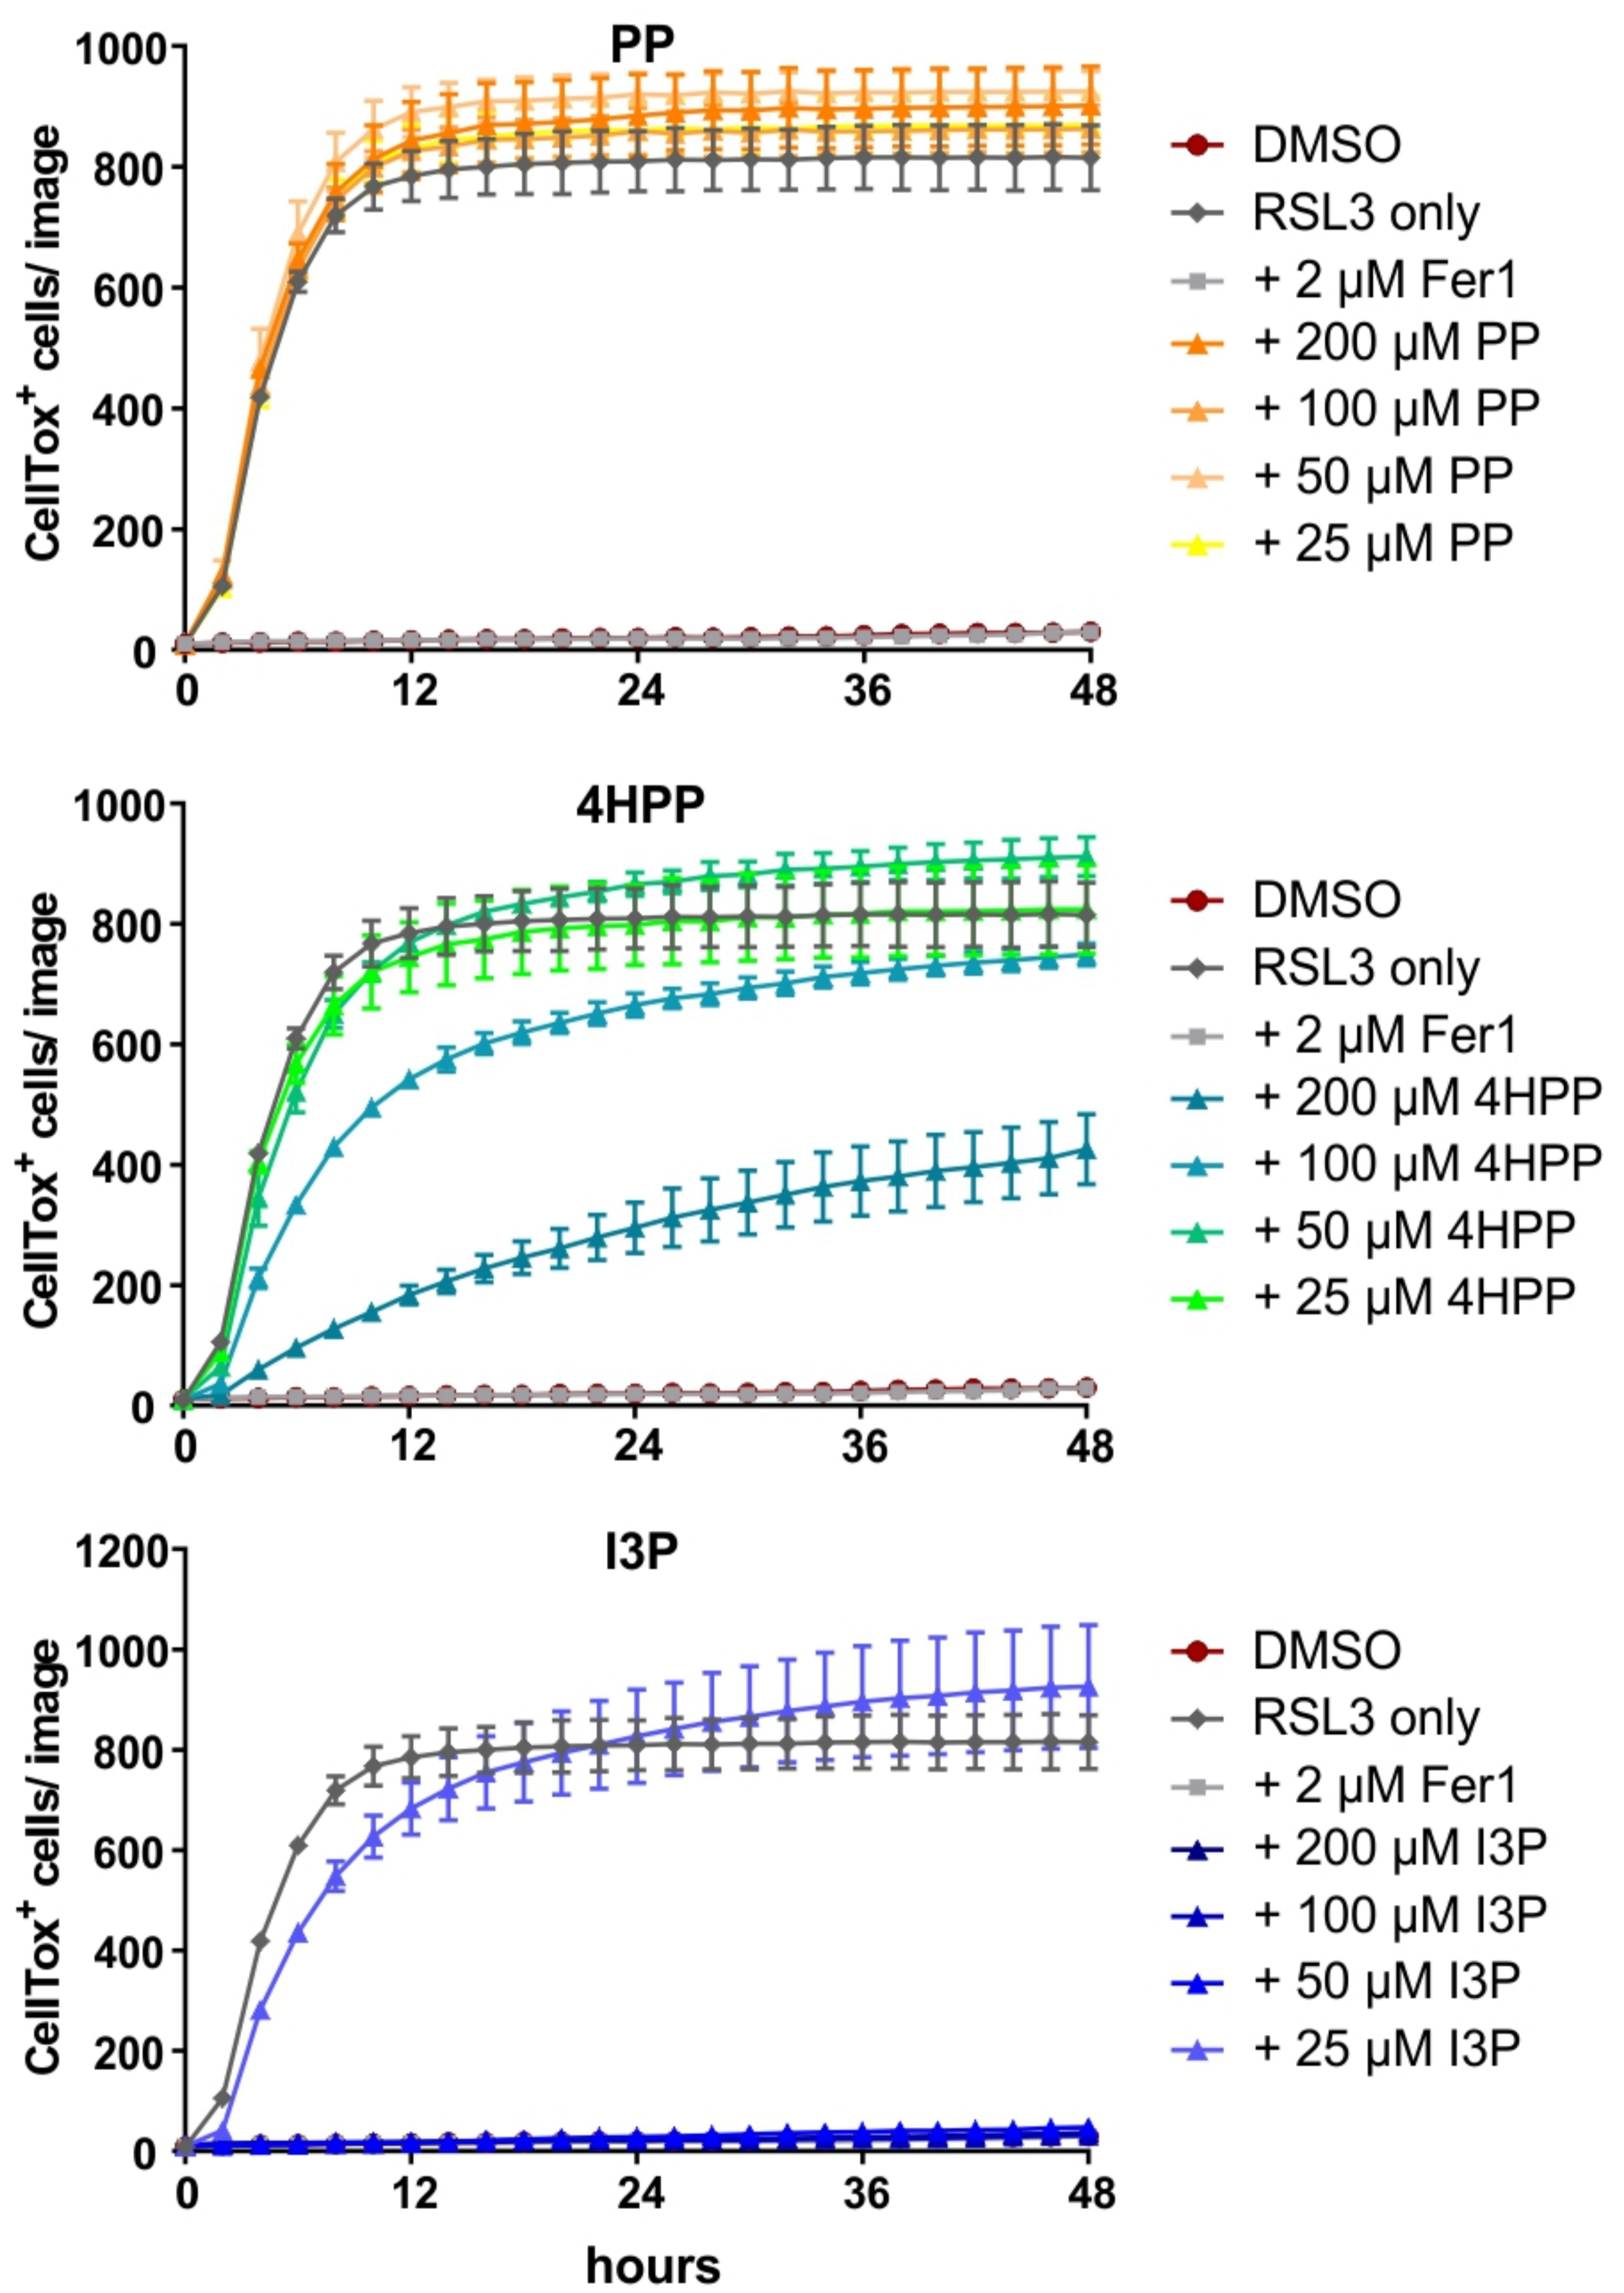 PP
CellTox+ cells/ image
1000
800
600
400
200
0
0 12 24 36 48
DMSO
RSL3 only
+ 2 µM Fer1
+ 200 µM PP
+ 100 µM PP
+ 50 µM PP
+ 25 µM PP
4HPP
CellTox+ cells/ image
1000
800
600
400
200
0
0 12 24 36 48
DMSO
RSL3 only
+ 2 µM Fer1
+ 200 µM 4HPP
+ 100 µM 4HPP
+ 50 µM 4HPP
+ 25 µM 4HPP
I3P
CellTox+ cells/ image
1200
1000
800
600
400
200
0
0 12 24 36 48
hours
DMSO
RSL3 only
+ 2 µM Fer1
+ 200 µM I3P
+ 100 µM I3P
+ 50 µM I3P
+ 25 µM I3P